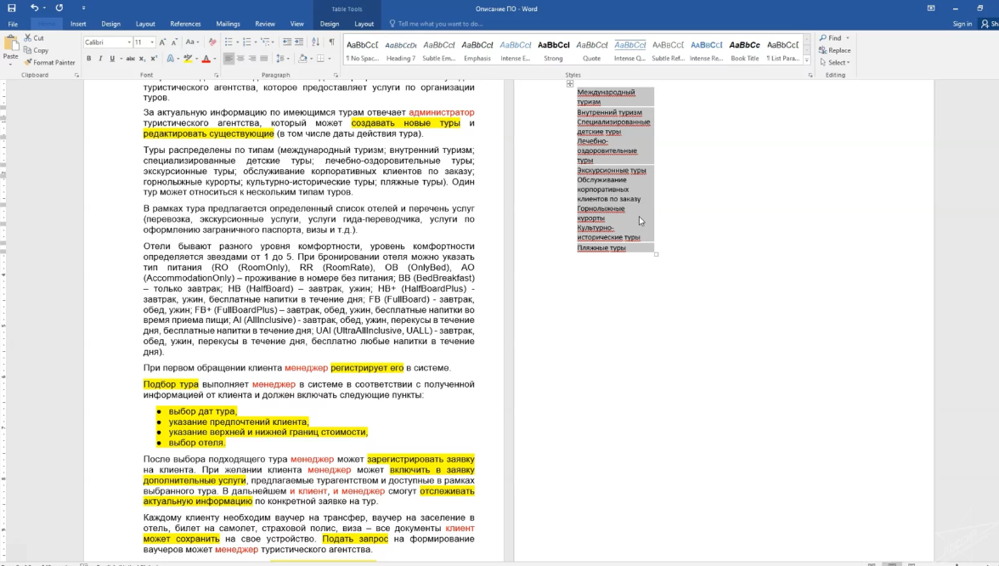 Table Tools
Описание ПО - Word
File
Home
Insert
Design
Layout
References
Mailings
Review
View
Design
Layout
Tell me what you want to do...
Sign in
Paste
Cut
Copy
Format Painter
Calibri
11
AaBbCcI
AaBbCcDı
AaBbCcI
AaBbCcI
AaBbCcI
AaBbCcI
AaBbCcI
AaBbCcI
AaBbCcI
AaBbCcI
AaBbCc
AaBbCcI
¶ No Spac...
Heading 7
Subtle Em...
Emphasis
Intense E...
Strong
Quote
Intense Q...
Subtle Ref...
Intense Re...
Book Title
¶ List Para...
Find
Replace
Select
Clipboard
Font
Paragraph
Styles
Editing
туристического агентства, которое предоставляет услуги по организации
туров.
За актуальную информацию по имеющимся турам отвечает администратор
туристического агентства, который может создавать новые туры и
редактировать существующие (в том числе даты действия тура).
Туры распределены по типам (международный туризм; внутренний туризм;
специализированные детские туры; лечебно-оздоровительные туры;
экскурсионные туры; обслуживание корпоративных клиентов по заказу;
горнолыжные курорты; культурно-исторические туры; пляжные туры). Один
тур может относиться к нескольким типам туров.
В рамках тура предлагается определенный список отелей и перечень услуг
(перевозка, экскурсионные услуги, услуги гида-переводчика, услуги по
оформлению заграничного паспорта, визы и т.д.).
Отели бывают разного уровня комфортности, уровень комфортности
определяется звездами от 1 до 5. При бронировании отеля можно указать
тип питания (RO (RoomOnly), RR (RoomRate), OB (OnlyBed), AO
(AccommodationOnly) – проживание в номере без питания; BB (BedBreakfast)
– только завтрак; HB (HalfBoard) – завтрак, ужин; HB+ (HalfBoardPlus) -
завтрак, ужин, бесплатные напитки в течение дня; FB (FullBoard) - завтрак,
обед, ужин; FB+ (FullBoardPlus) – завтрак, обед, ужин, бесплатные напитки во
время приема пищи; AI (AllInclusive) - завтрак, обед, ужин, перекусы в течение
дня, бесплатные напитки в течение дня; UAI (UltraAllInclusive, UALL) - завтрак,
обед, ужин, перекусы в течение дня, бесплатно любые напитки в течение
дня).
При первом обращении клиента менеджер регистрирует его в системе.
Подбор тура выполняет менеджер в системе в соответствии с полученной
информацией от клиента и должен включать следующие пункты:
● выбор дат тура,
● указание предпочтений клиента,
● указание верхней и нижней границ стоимости,
● выбор отеля.
После выбора подходящего тура менеджер может зарегистрировать заявку
на клиента. При желании клиента менеджер может включить в заявку
дополнительные услуги, предлагаемые турагентством и доступные в рамках
выбранного тура. В дальнейшем и клиент, и менеджер смогут отслеживать
актуальную информацию по конкретной заявке на тур.
Каждому клиенту необходим ваучер на трансфер, ваучер на заселение в
отель, билет на самолет, страховой полис, виза – все документы клиент
может сохранить на свое устройство. Подать запрос на формирование
ваучеров может менеджер туристического агентства.
Международный
туризм
Внутренний туризм
Специализированные
детские туры
Лечебно-
оздоровительные
туры
Экскурсионные туры
Обслуживание
корпоративных
клиентов по заказу
Горнолыжные
курорты
Культурно-
исторические туры
Пляжные туры